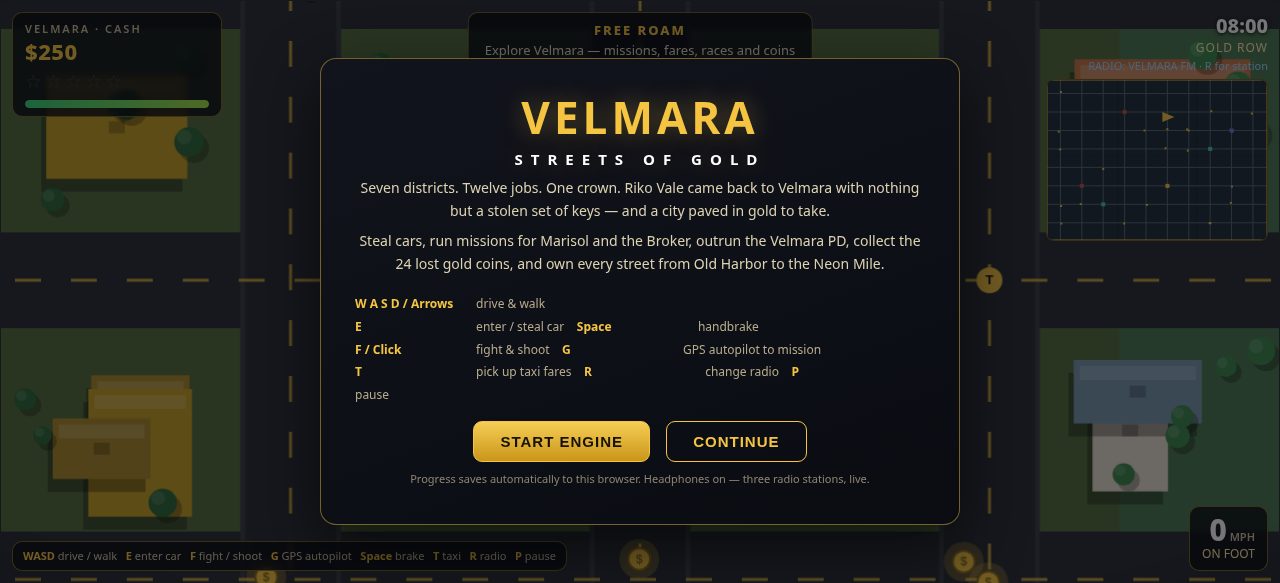 VELMARA · CASH
$250
☆☆☆☆☆
FREE ROAM
Explore Velmara — missions, fares, races and coins
08:00
GOLD ROW
RADIO: VELMARA FM · R for station
VELMARA
STREETS OF GOLD
Seven districts. Twelve jobs. One crown. Riko Vale came back to Velmara with nothing
but a stolen set of keys — and a city paved in gold to take.
Steal cars, run missions for Marisol and the Broker, outrun the Velmara PD, collect the
24 lost gold coins, and own every street from Old Harbor to the Neon Mile.
W A S D / Arrows drive & walk
E enter / steal car Space handbrake
F / Click fight & shoot G GPS autopilot to mission
T pick up taxi fares R change radio P
pause
START ENGINE CONTINUE
Progress saves automatically to this browser. Headphones on — three radio stations, live.
T
WASD drive / walk E enter car F fight / shoot G GPS autopilot Space brake T taxi R radio P pause
0 MPH
ON FOOT
$
$
$
$